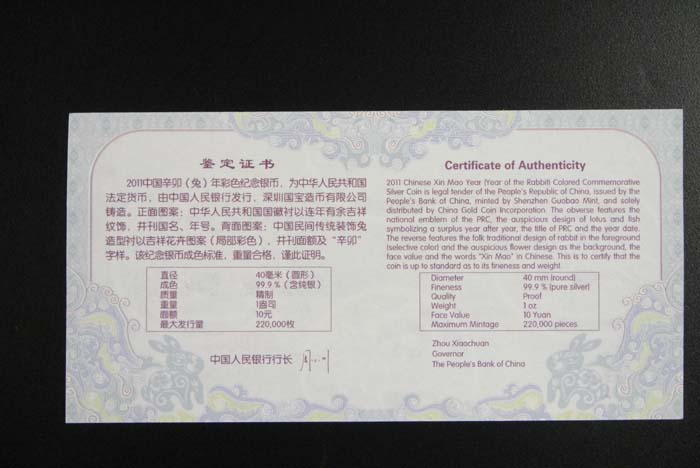 鉴定证书
2011中国辛卯（兔）年彩色纪念银币，为中华人民共和国
法定货币，由中国人民银行发行，深圳国宝造币有限公司
铸造。正面图案：中华人民共和国国徽衬以连年有余吉祥
纹饰，并刊国名、年号。背面图案：中国民间传统装饰兔
造型衬以吉祥花卉图案（局部彩色），并刊面额及“辛卯”
字样。该纪念银币成色标准，重量合格，谨此证明。
直径 40毫米（圆形）
成色 99.9％（含纯银）
质量 精制
重量 1盎司
面额 10元
最大发行量 220,000枚
中国人民银行行长
Certificate of Authenticity
2011 Chinese Xin Mao Year (Year of the Rabbit) Colored Commemorative
Silver Coin is legal tender of the People's Republic of China, issued by the
People's Bank of China, minted by Shenzhen Guobao Mint, and solely
distributed by China Gold Coin Incorporation. The obverse features the
national emblem of the PRC, the auspicious design of lotus and fish
symbolizing a surplus year after year, the title of PRC and the year date.
The reverse features the folk traditional design of rabbit in the foreground
(selective color) and the auspicious flower design as the background, the
face value and the words "Xin Mao" in Chinese. This is to certify that the
coin is up to standard as to its fineness and weight.
Diameter 40 mm (round)
Fineness 99.9 % (pure silver)
Quality Proof
Weight 1 oz
Face Value 10 Yuan
Maximum Mintage 220,000 pieces
Zhou Xiaochuan
Governor
The People's Bank of China